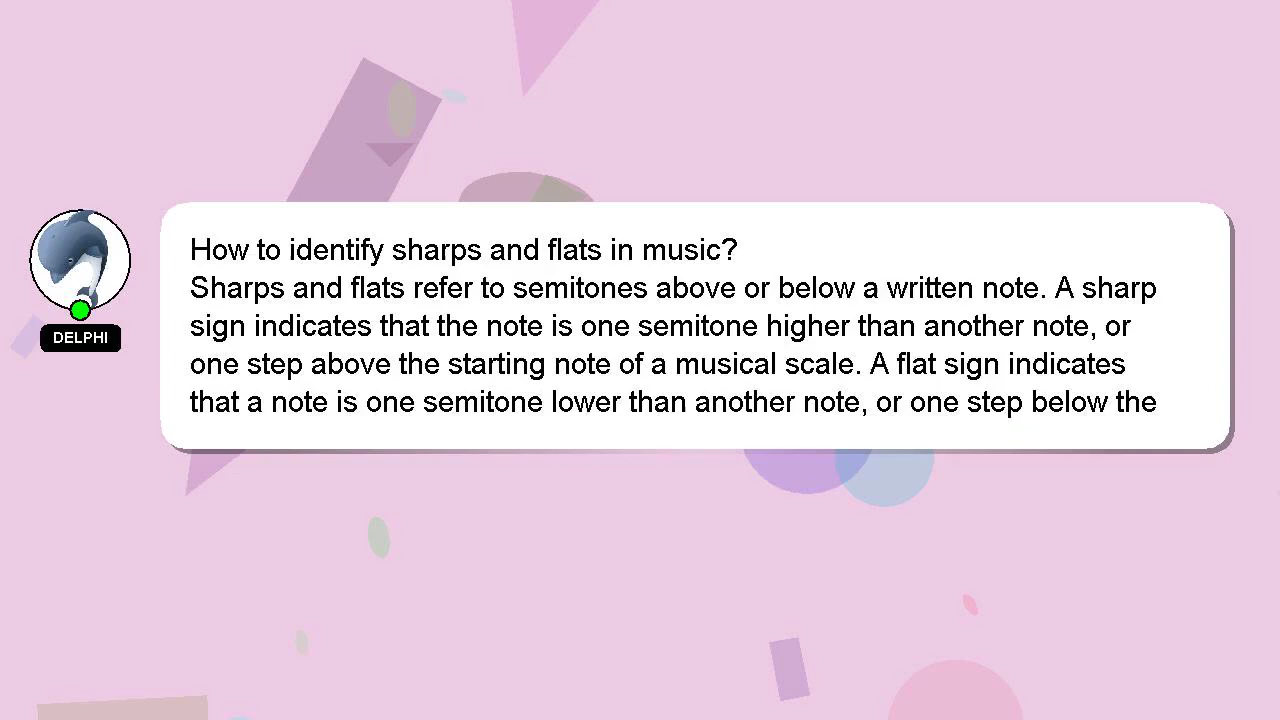 How to identify sharps and flats in music?
Sharps and flats refer to semitones above or below a written note. A sharp
sign indicates that the note is one semitone higher than another note, or
one step above the starting note of a musical scale. A flat sign indicates
that a note is one semitone lower than another note, or one step below the
DELPHI